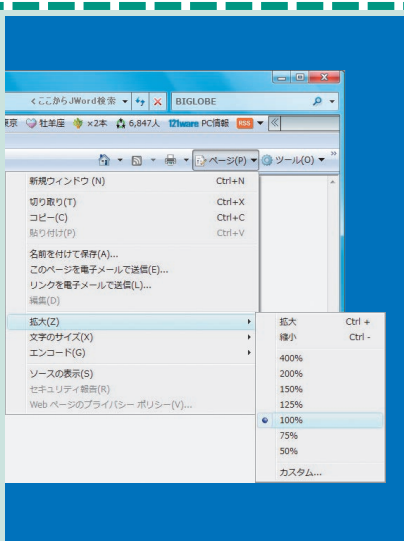 <ここからJWord検索 BIGLOBE
京 牡羊座 ×2本 6,847人 121ware PC情報 RSS
ページ(P) ツール(O)
新規ウィンドウ (N) Ctrl+N
切り取り(T) Ctrl+X
コピー(C) Ctrl+C
貼り付け(P) Ctrl+V
名前を付けて保存(A)...
このページを電子メールで送信(E)...
リンクを電子メールで送信(L)...
編集(D)
拡大(Z)
文字のサイズ(X)
エンコード(G)
ソースの表示(S)
セキュリティ報告(R)
Web ページのプライバシー ポリシー(V)...
拡大 Ctrl +
縮小 Ctrl -
400%
200%
150%
125%
100%
75%
50%
カスタム...